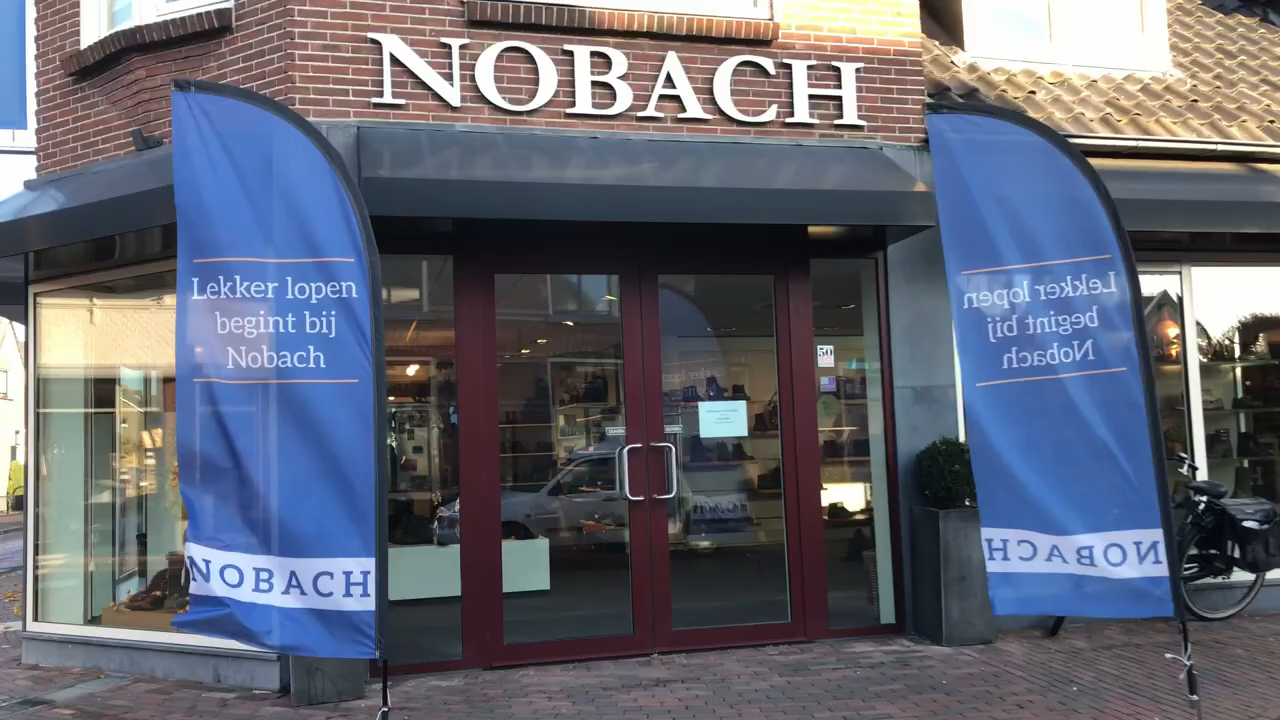 NOBACH
Lekker lopen
begint bij
Nobach
NOBACH
Lekker lopen
begint bij
Nobach
NOBACH
50